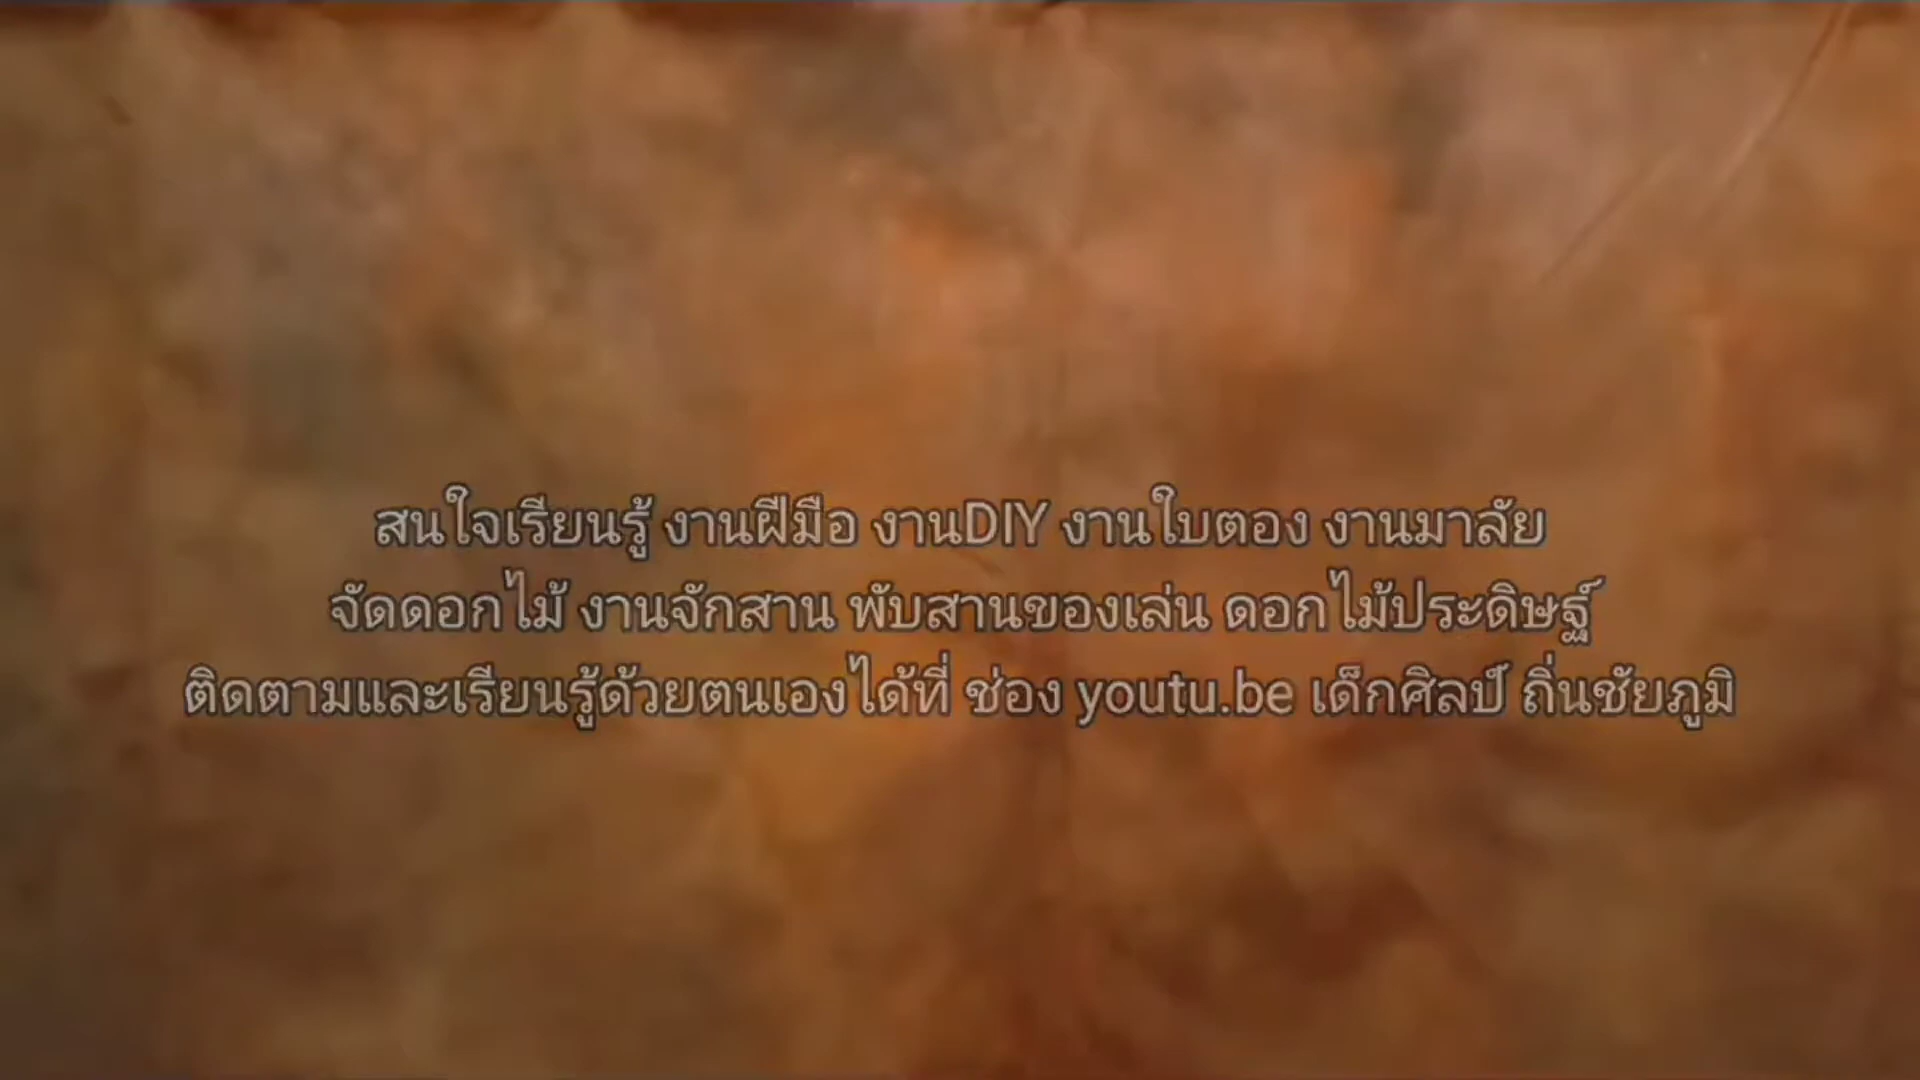 สนใจเรียนรู้ งานฝีมือ งานDIY งานใบตอง งานมาลัย
จัดดอกไม้ งานจักสาน พับสานของเล่น ดอกไม้ประดิษฐ์
ติดตามและเรียนรู้ด้วยตนเองได้ที่ ช่อง youtu.be เด็กศิลป์ ถิ่นชัยภูมิ